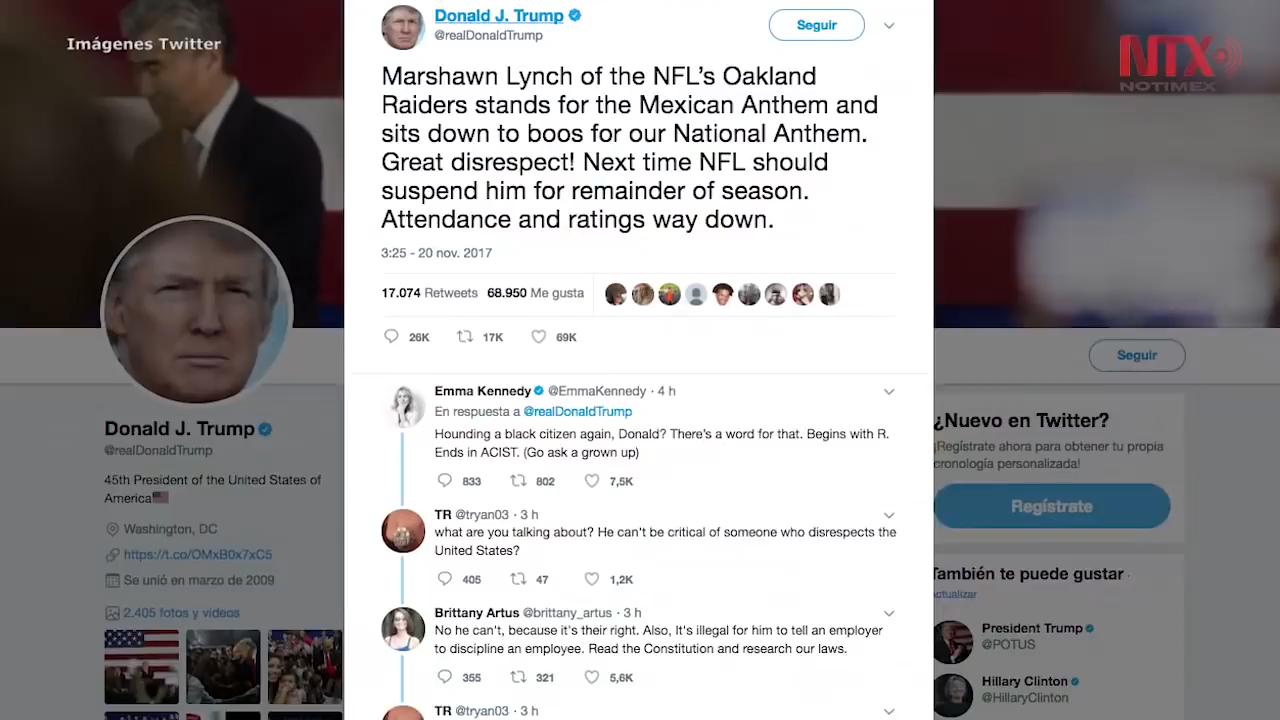 Imágenes Twitter
NTX
NOTIMEX
Donald J. Trump
@realDonaldTrump
Seguir
Marshawn Lynch of the NFL’s Oakland
Raiders stands for the Mexican Anthem and
sits down to boos for our National Anthem.
Great disrespect! Next time NFL should
suspend him for remainder of season.
Attendance and ratings way down.
3:25 - 20 nov. 2017
17.074 Retweets 68.950 Me gusta
26K 17K 69K
Emma Kennedy @EmmaKennedy · 4 h
En respuesta a @realDonaldTrump
Hounding a black citizen again, Donald? There's a word for that. Begins with R.
Ends in ACIST. (Go ask a grown up)
833 802 7,5K
TR @tryan03 · 3 h
what are you talking about? He can't be critical of someone who disrespects the
United States?
405 47 1,2K
Brittany Artus @brittany_artus · 3 h
No he can't, because it's their right. Also, It's illegal for him to tell an employer
to discipline an employee. Read the Constitution and research our laws.
355 321 5,6K
TR @tryan03 · 3 h
Donald J. Trump
@realDonaldTrump
45th President of the United States of
America
Washington, DC
https://t.co/OMxB0x7xC5
Se unió en marzo de 2009
2.405 fotos y videos
Seguir
¿Nuevo en Twitter?
¡Regístrate ahora para obtener tu propia
cronología personalizada!
Regístrate
También te puede gustar
President Trump
@POTUS
Hillary Clinton
@HillaryClinton